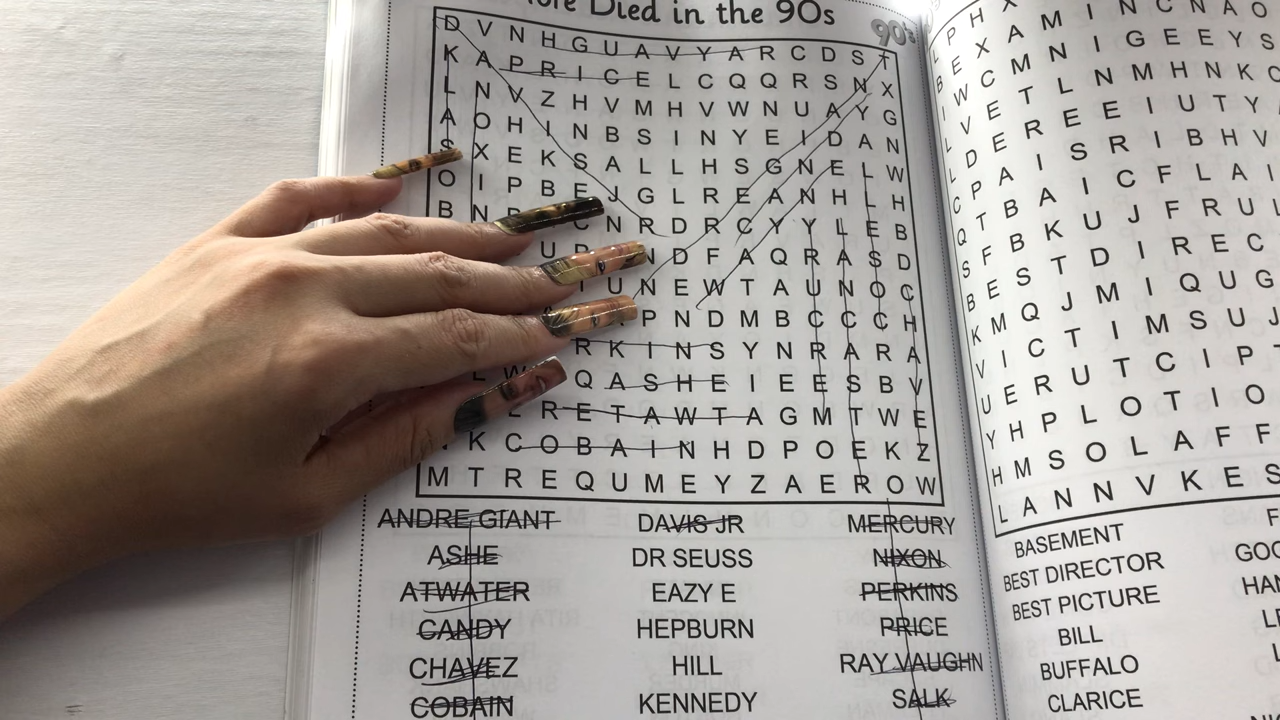 Died in the 90s
90's
D V N H G U A V Y A R C D S T
K A P R I C E L C Q Q R S N X
L N V Z H V M H V W N U A Y G
A O H I N B S I N Y E I D A N
S X E K S A L L H S G N E L W
O I P B E J G L R E A N H L H
B N C N R D R C Y Y L E B
U N D F A Q R A S D
U N E W T A U N O C
P N D M B C C C H
R K I N S Y N R A R A
Q A S H E I E E S B V
R E T A W T A G M T W E
K C O B A I N H D P O E K Z
M T R E Q U M E Y Z A E R O W
ANDRE GIANT DAVIS JR MERCURY
ASHE DR SEUSS NIXON
ATWATER EAZY E PERKINS
CANDY HEPBURN PRICE
CHAVEZ HILL RAY VAUGHN
COBAIN KENNEDY SALK
L P H X
B E X A M I N C N A O
I W C M N I G E E Y S
L V E T L N M H N K C
L D E R E E I U T Y
C P A I S R I B H V
Q T B A I C F L A I
S F B K U J F R U
B E S T D I R E C
K M Q J M I Q U G
V I C T I M S U J
U E R U T C I P T
Y H P L O T I O
H M S O L A F F
L A N N V K E S
BASEMENT
BEST DIRECTOR
BEST PICTURE
BILL
BUFFALO
CLARICE